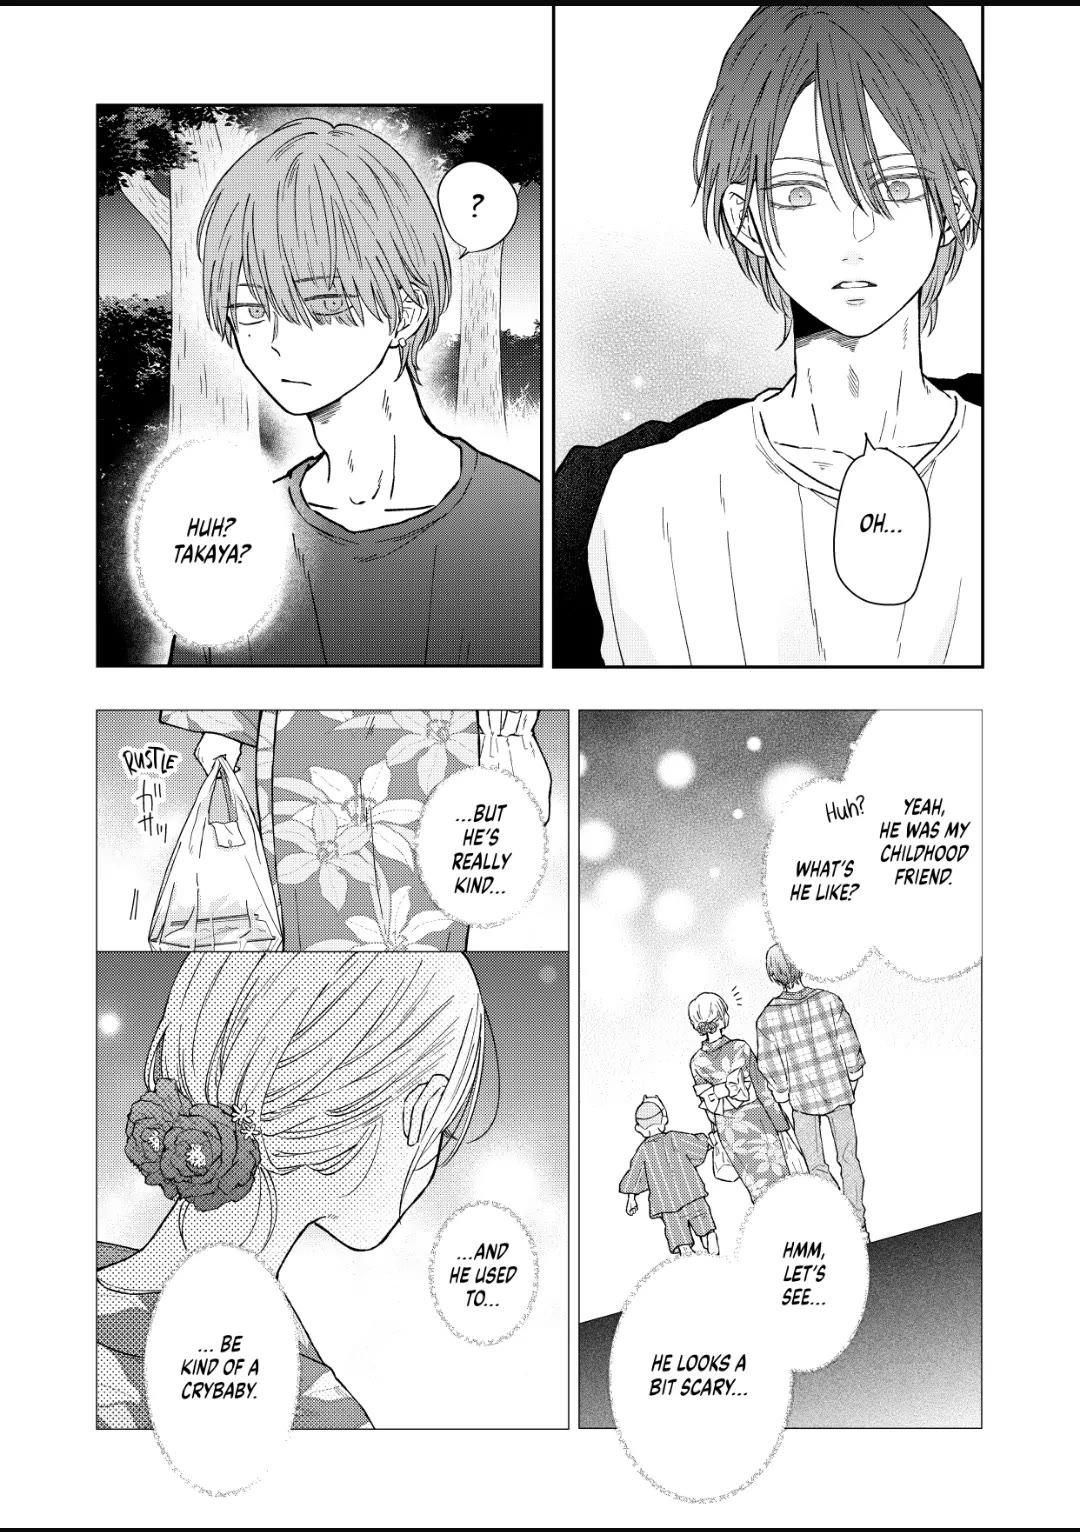 OH...
?
HUH?
TAKAYA?
YEAH,
HE WAS MY
CHILDHOOD
FRIEND.
Huh?
WHAT'S
HE LIKE?
HMM,
LET'S
SEE...
HE LOOKS A
BIT SCARY...
...BUT
HE'S
REALLY
KIND...
RUSTLE
ガサッ
...AND
HE USED
TO...
... BE
KIND OF A
CRYBABY.